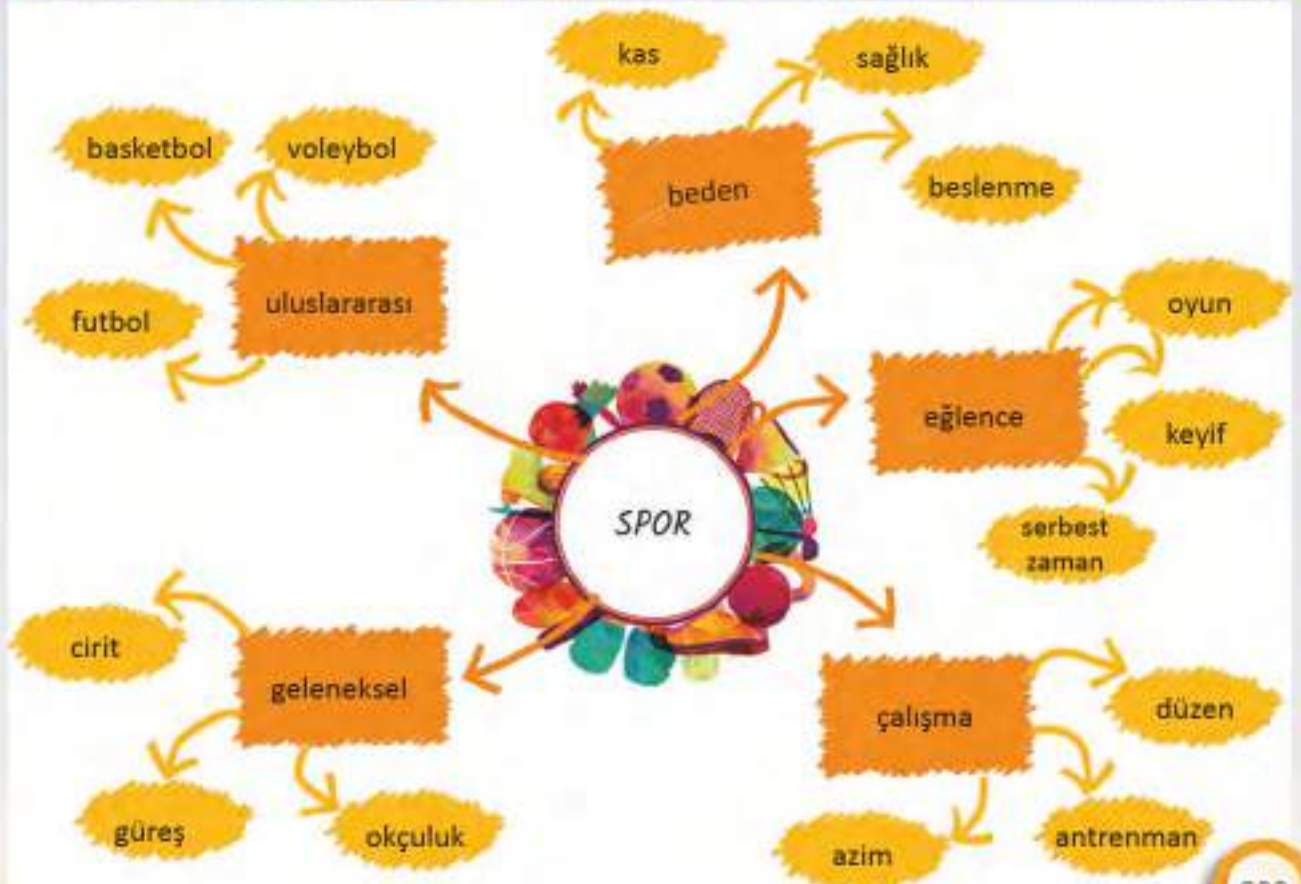 kas
sağlık
basketbol
voleybol
beden
beslenme
uluslararası
oyun
futbol
eğlence
keyif
SPOR
serbest
zaman
cirit
geleneksel
çalışma
düzen
güreş
okçuluk
azim
antrenman